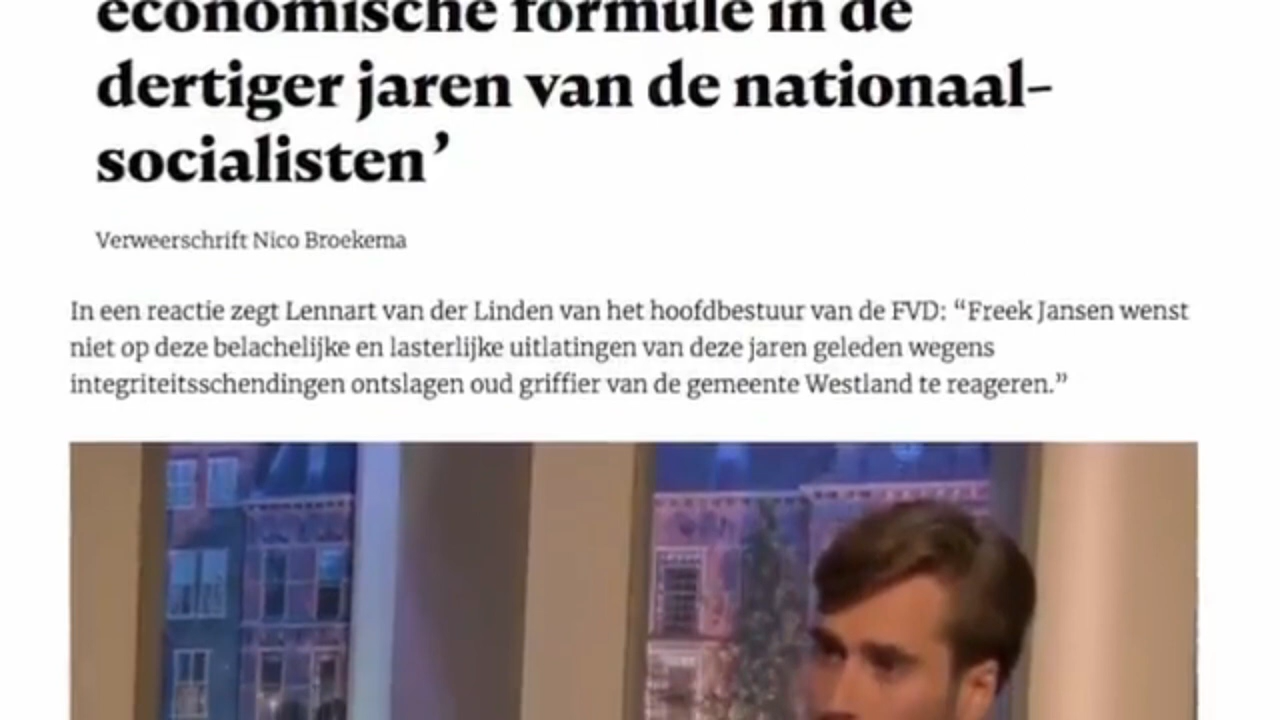 economische formule in de
dertiger jaren van de nationaal-
socialisten’
Verweerschrift Nico Broekema
In een reactie zegt Lennart van der Linden van het hoofdbestuur van de FVD: “Freek Jansen wenst
niet op deze belachelijke en lasterlijke uitlatingen van deze jaren geleden wegens
integriteitsschendingen ontslagen oud griffier van de gemeente Westland te reageren.”